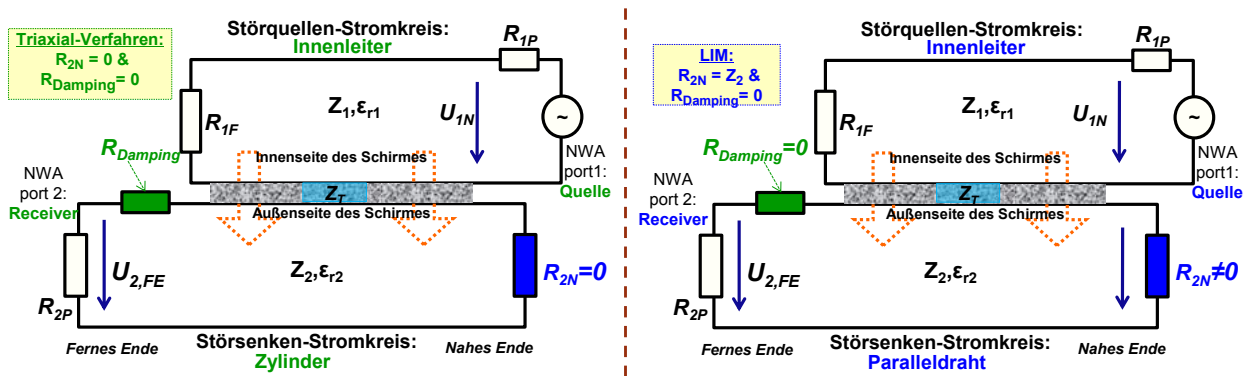 Störquellen-Stromkreis:
Innenleiter
Triaxial-Verfahren:
R2N = 0 &
RDamping= 0
R1P
Z1,εr1
U1N
~
R1F
RDamping
Innenseite des Schirmes
NWA
port1:
Quelle
NWA
port 2:
Receiver
ZT
Außenseite des Schirmes
U2,FE
Z2,εr2
R2N=0
R2P
Fernes Ende
Störsenken-Stromkreis:
Zylinder
Nahes Ende
Störquellen-Stromkreis:
Innenleiter
LIM:
R2N = Z2 &
RDamping= 0
R1P
Z1,εr1
U1N
~
R1F
RDamping=0
Innenseite des Schirmes
NWA
port1:
Quelle
NWA
port 2:
Receiver
ZT
Außenseite des Schirmes
U2,FE
Z2,εr2
R2N≠0
R2P
Fernes Ende
Störsenken-Stromkreis:
Paralleldraht
Nahes Ende